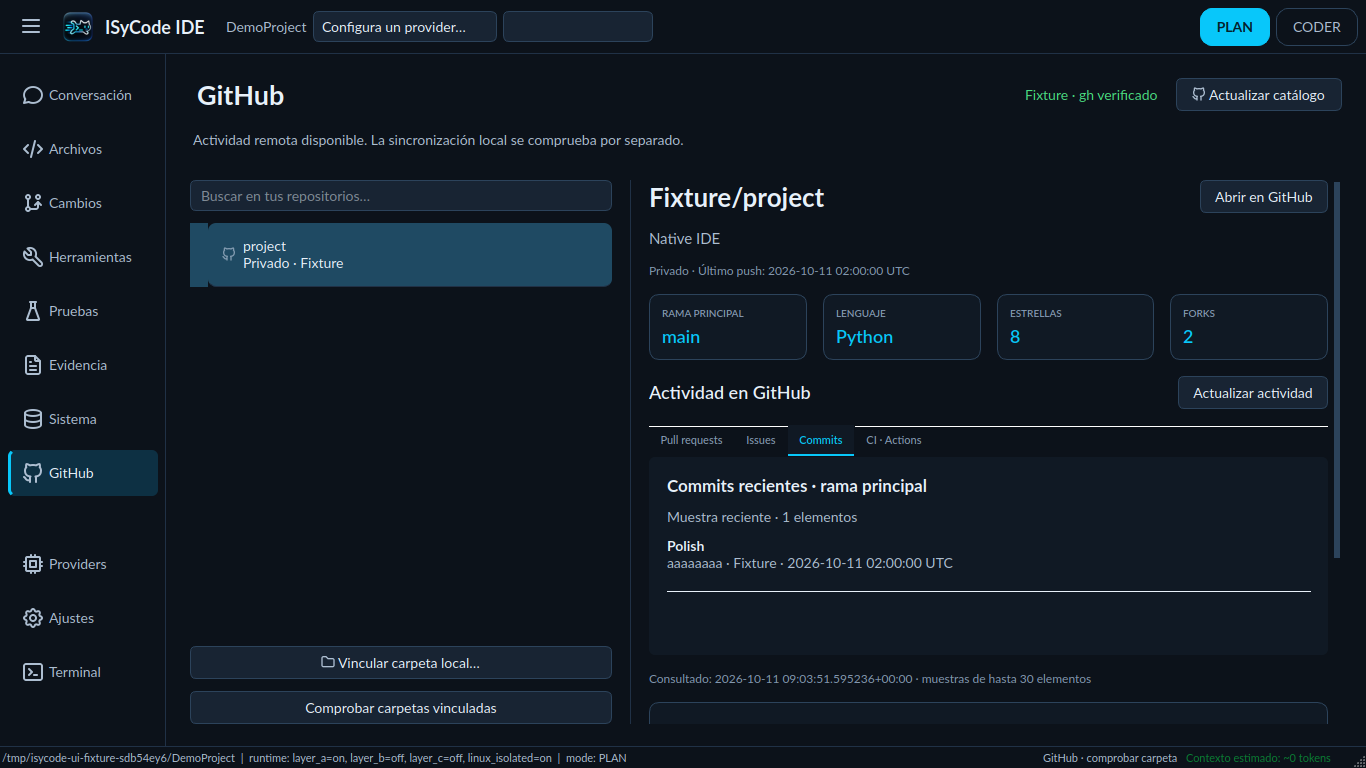 ISyCode IDE
DemoProject
Configura un provider...
PLAN
CODER
Conversación
Archivos
Cambios
Herramientas
Pruebas
Evidencia
Sistema
GitHub
Providers
Ajustes
Terminal
GitHub
Fixture · gh verificado
Actualizar catálogo
Actividad remota disponible. La sincronización local se comprueba por separado.
Buscar en tus repositorios...
project
Privado · Fixture
Vincular carpeta local...
Comprobar carpetas vinculadas
Fixture/project
Abrir en GitHub
Native IDE
Privado · Último push: 2026-10-11 02:00:00 UTC
RAMA PRINCIPAL
main
LENGUAJE
Python
ESTRELLAS
8
FORKS
2
Actividad en GitHub
Actualizar actividad
Pull requests
Issues
Commits
CI · Actions
Commits recientes · rama principal
Muestra reciente · 1 elementos
Polish
aaaaaaaa · Fixture · 2026-10-11 02:00:00 UTC
Consultado: 2026-10-11 09:03:51.595236+00:00 · muestras de hasta 30 elementos
/tmp/isycode-ui-fixture-sdb54ey6/DemoProject | runtime: layer_a=on, layer_b=off, layer_c=off, linux_isolated=on | mode: PLAN
GitHub · comprobar carpeta
Contexto estimado: ~0 tokens